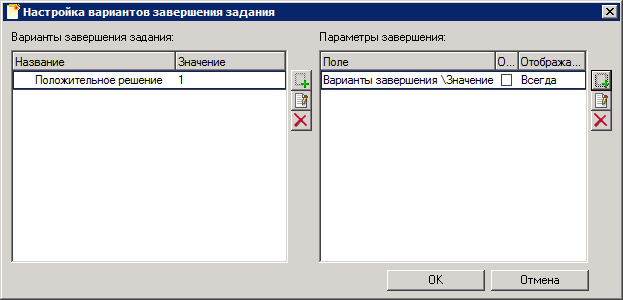 Настройка вариантов завершения задания
Варианты завершения задания:
Название Значение
Положительное решение 1
Параметры завершения:
Поле О... Отобража...
Варианты завершения \Значение Всегда
OK Отмена